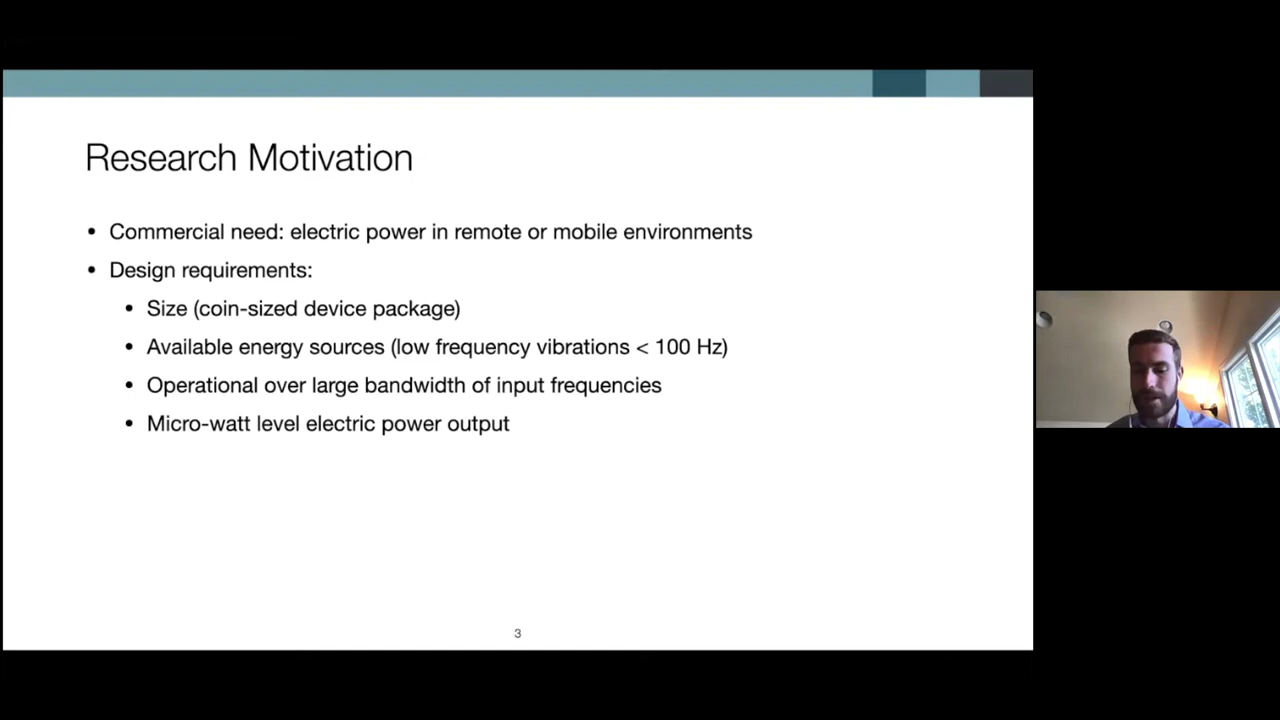 Research Motivation
• Commercial need: electric power in remote or mobile environments
• Design requirements:
• Size (coin-sized device package)
• Available energy sources (low frequency vibrations < 100 Hz)
• Operational over large bandwidth of input frequencies
• Micro-watt level electric power output
3